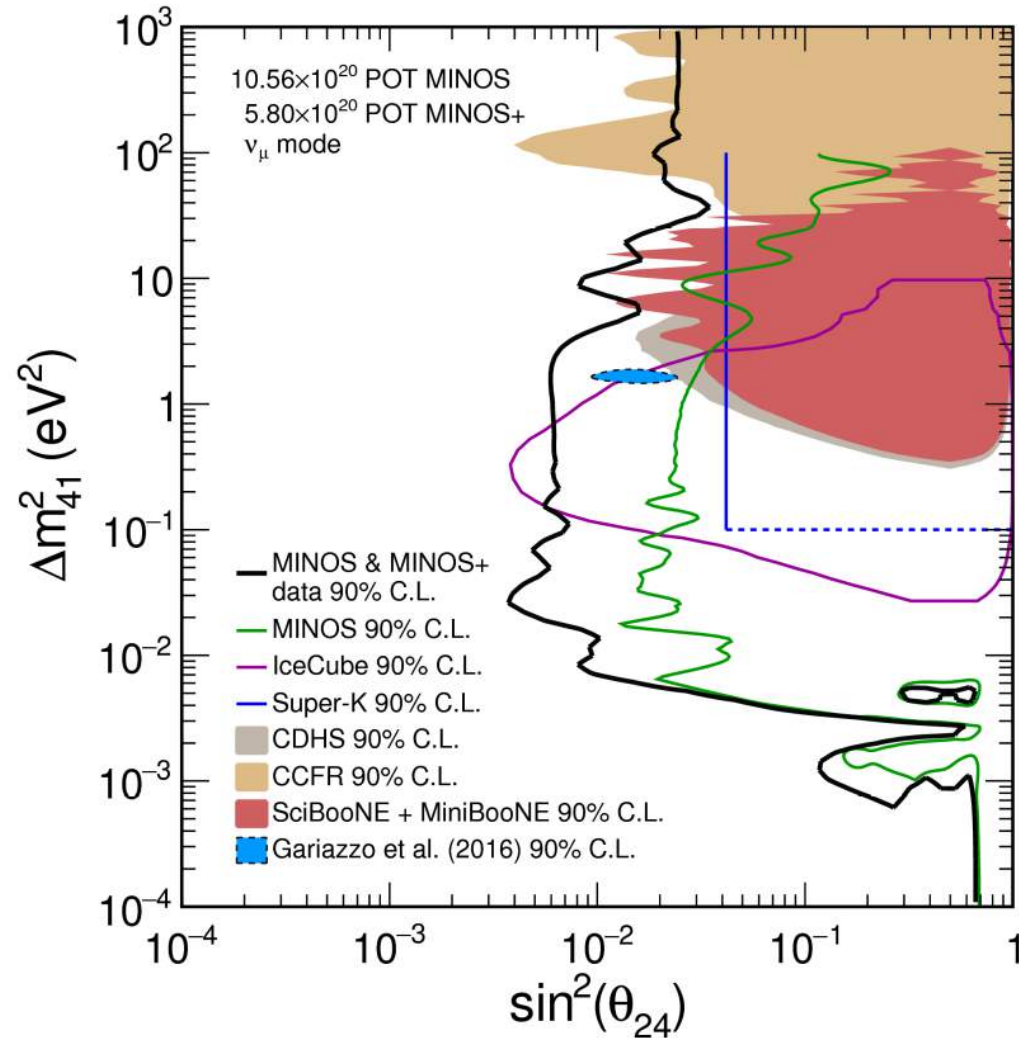 10.56×10²⁰ POT MINOS
5.80×10²⁰ POT MINOS+
νμ mode
Δm²₄₁ (eV²)
10³
10²
10
1
10⁻¹
10⁻²
10⁻³
10⁻⁴
MINOS & MINOS+
data 90% C.L.
MINOS 90% C.L.
IceCube 90% C.L.
Super-K 90% C.L.
CDHS 90% C.L.
CCFR 90% C.L.
SciBooNE + MiniBooNE 90% C.L.
Gariazzo et al. (2016) 90% C.L.
10⁻⁴ 10⁻³ 10⁻² 10⁻¹ 1
sin²(θ₂₄)